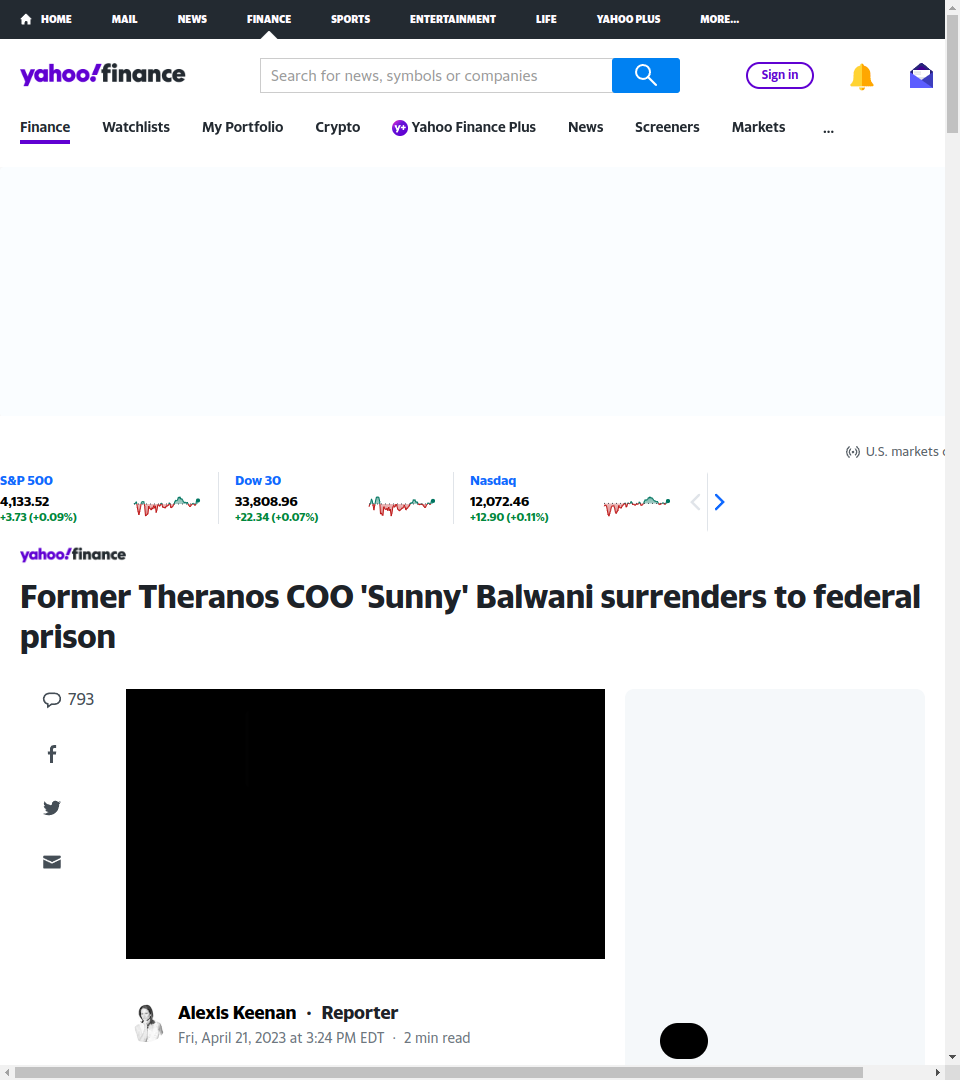 HOME MAIL NEWS FINANCE SPORTS ENTERTAINMENT LIFE YAHOO PLUS MORE...
yahoo!finance
Search for news, symbols or companies
Sign in
Finance Watchlists My Portfolio Crypto Y+ Yahoo Finance Plus News Screeners Markets ...
U.S. markets
S&P 500
4,133.52
+3.73 (+0.09%)
Dow 30
33,808.96
+22.34 (+0.07%)
Nasdaq
12,072.46
+12.90 (+0.11%)
yahoo!finance
Former Theranos COO 'Sunny' Balwani surrenders to federal
prison
793
Alexis Keenan · Reporter
Fri, April 21, 2023 at 3:24 PM EDT · 2 min read